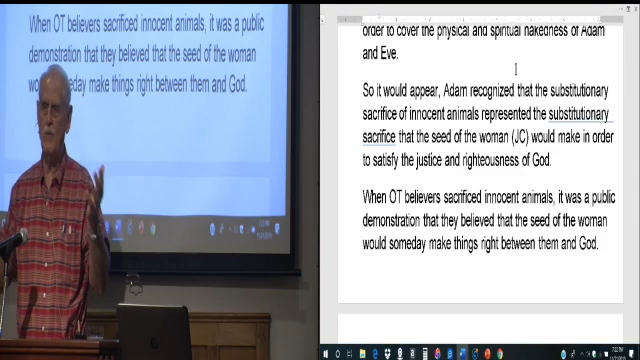 When OT believers sacrificed innocent animals, it was a public
demonstration that they believed that the seed of the woman
would someday make things right between them and God.
order to cover the physical and spiritual nakedness of Adam
and Eve.
So it would appear, Adam recognized that the substitutionary
sacrifice of innocent animals represented the substitutionary
sacrifice that the seed of the woman (JC) would make in order
to satisfy the justice and righteousness of God.
When OT believers sacrificed innocent animals, it was a public
demonstration that they believed that the seed of the woman
would someday make things right between them and God.
7:02 PM